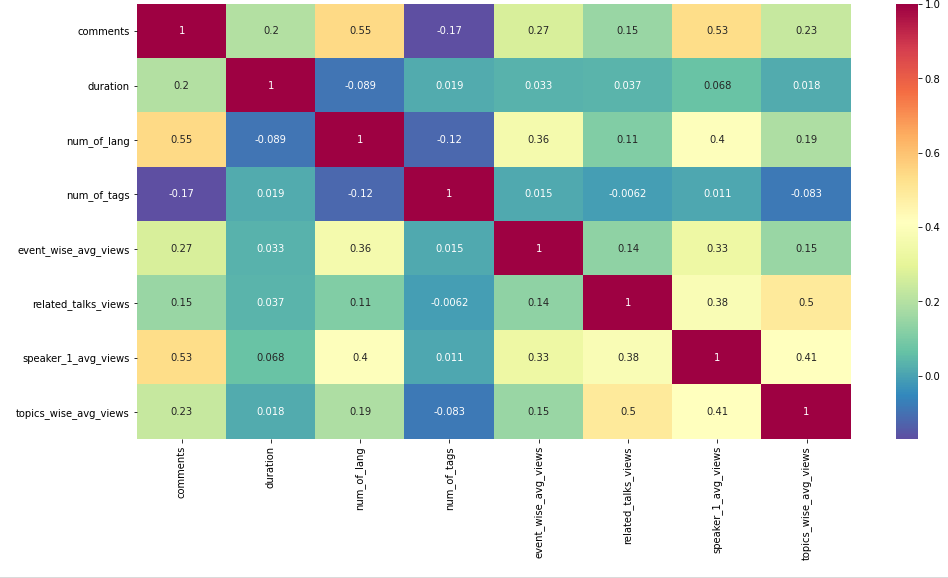 comments 1 0.2 0.55 -0.17 0.27 0.15 0.53 0.23
duration 0.2 1 -0.089 0.019 0.033 0.037 0.068 0.018
num_of_lang 0.55 -0.089 1 -0.12 0.36 0.11 0.4 0.19
num_of_tags -0.17 0.019 -0.12 1 0.015 -0.0062 0.011 -0.083
event_wise_avg_views 0.27 0.033 0.36 0.015 1 0.14 0.33 0.15
related_talks_views 0.15 0.037 0.11 -0.0062 0.14 1 0.38 0.5
speaker_1_avg_views 0.53 0.068 0.4 0.011 0.33 0.38 1 0.41
topics_wise_avg_views 0.23 0.018 0.19 -0.083 0.15 0.5 0.41 1
comments
duration
num_of_lang
num_of_tags
event_wise_avg_views
related_talks_views
speaker_1_avg_views
topics_wise_avg_views
1.0
0.8
0.6
0.4
0.2
0.0